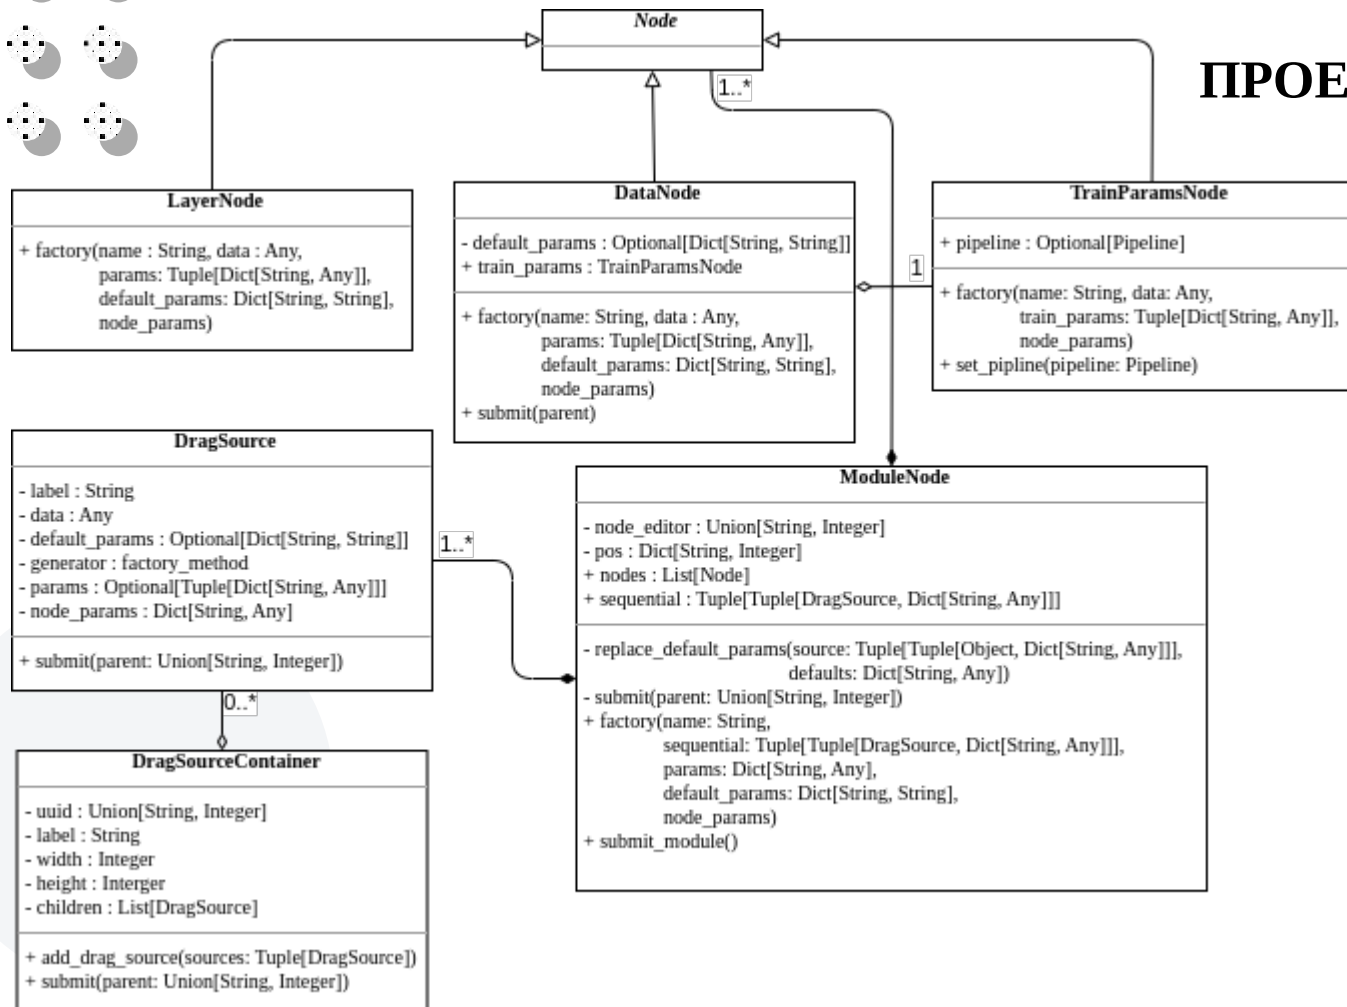 Node
1..*
ПРОЕ
LayerNode
+ factory(name : String, data : Any,
params: Tuple[Dict[String, Any]],
default_params: Dict[String, String],
node_params)
DataNode
- default_params : Optional[Dict[String, String]]
+ train_params : TrainParamsNode
+ factory(name: String, data : Any,
params: Tuple[Dict[String, Any]],
default_params: Dict[String, String],
node_params)
+ submit(parent)
1
TrainParamsNode
+ pipeline : Optional[Pipeline]
+ factory(name: String, data: Any,
train_params: Tuple[Dict[String, Any]],
node_params)
+ set_pipline(pipeline: Pipeline)
DragSource
- label : String
- data : Any
- default_params : Optional[Dict[String, String]]
- generator : factory_method
- params : Optional[Tuple[Dict[String, Any]]]
- node_params : Dict[String, Any]
+ submit(parent: Union[String, Integer])
1..*
0..*
ModuleNode
- node_editor : Union[String, Integer]
- pos : Dict[String, Integer]
+ nodes : List[Node]
+ sequential : Tuple[Tuple[DragSource, Dict[String, Any]]]
- replace_default_params(source: Tuple[Tuple[Object, Dict[String, Any]]],
defaults: Dict[String, Any])
- submit(parent: Union[String, Integer])
+ factory(name: String,
sequential: Tuple[Tuple[DragSource, Dict[String, Any]]],
params: Dict[String, Any],
default_params: Dict[String, String],
node_params)
+ submit_module()
DragSourceContainer
- uuid : Union[String, Integer]
- label : String
- width : Integer
- height : Interger
- children : List[DragSource]
+ add_drag_source(sources: Tuple[DragSource])
+ submit(parent: Union[String, Integer])